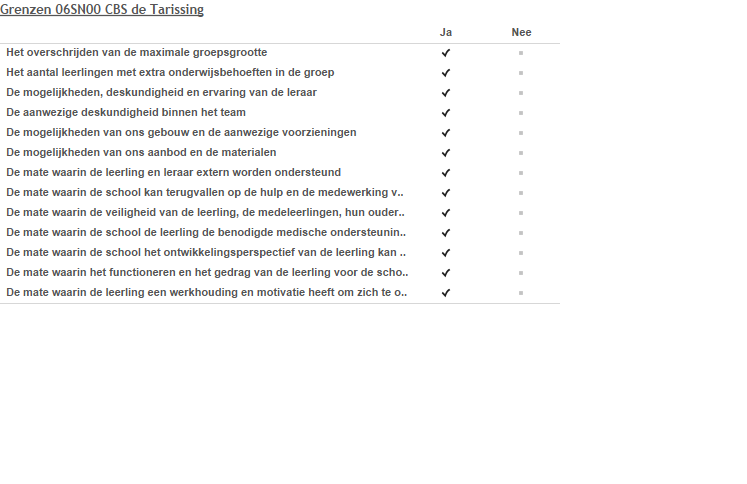 Grenzen 06SN00 CBS de Tarissing
Ja Nee
Het overschrijden van de maximale groepsgrootte
Het aantal leerlingen met extra onderwijsbehoeften in de groep
De mogelijkheden, deskundigheid en ervaring van de leraar
De aanwezige deskundigheid binnen het team
De mogelijkheden van ons gebouw en de aanwezige voorzieningen
De mogelijkheden van ons aanbod en de materialen
De mate waarin de leerling en leraar extern worden ondersteund
De mate waarin de school kan terugvallen op de hulp en de medewerking v..
De mate waarin de veiligheid van de leerling, de medeleerlingen, hun ouder..
De mate waarin de school de leerling de benodigde medische ondersteunin..
De mate waarin de school het ontwikkelingsperspectief van de leerling kan ..
De mate waarin het functioneren en het gedrag van de leerling voor de scho..
De mate waarin de leerling een werkhouding en motivatie heeft om zich te o..